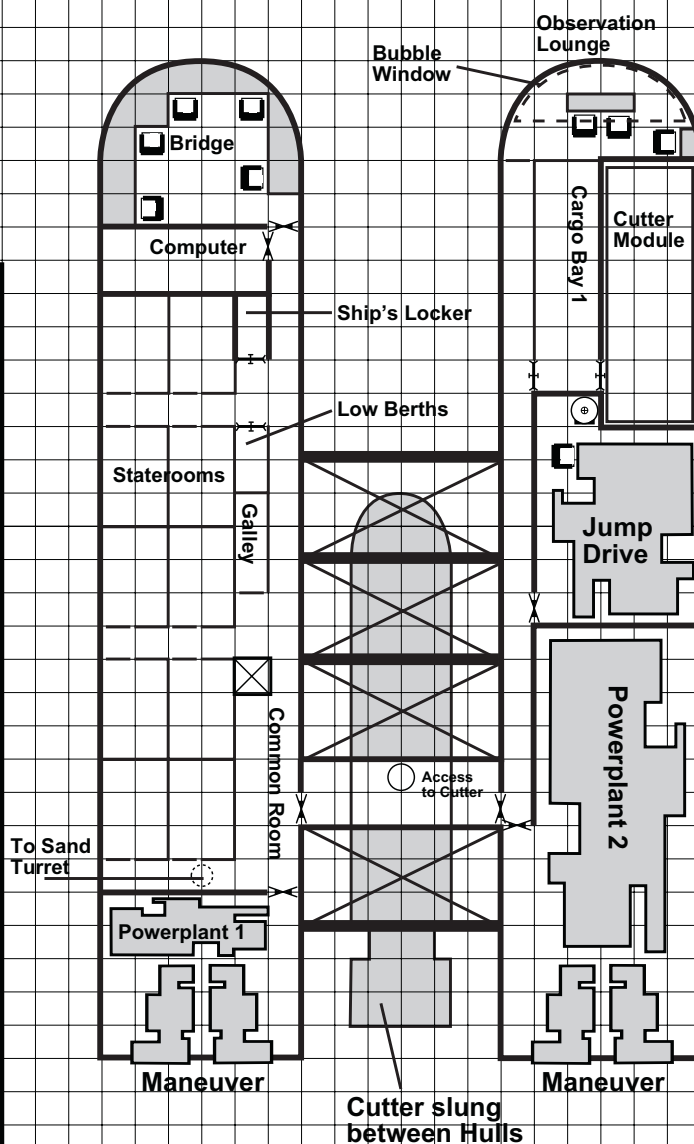 Observation
Lounge
Bubble
Window
Bridge
Computer
Cargo Bay 1
Cutter
Module
Ship's Locker
Low Berths
Staterooms
Galley
Jump
Drive
Common Room
Access
to Cutter
Powerplant 2
To Sand
Turret
Powerplant 1
Maneuver
Maneuver
Cutter slung
between Hulls